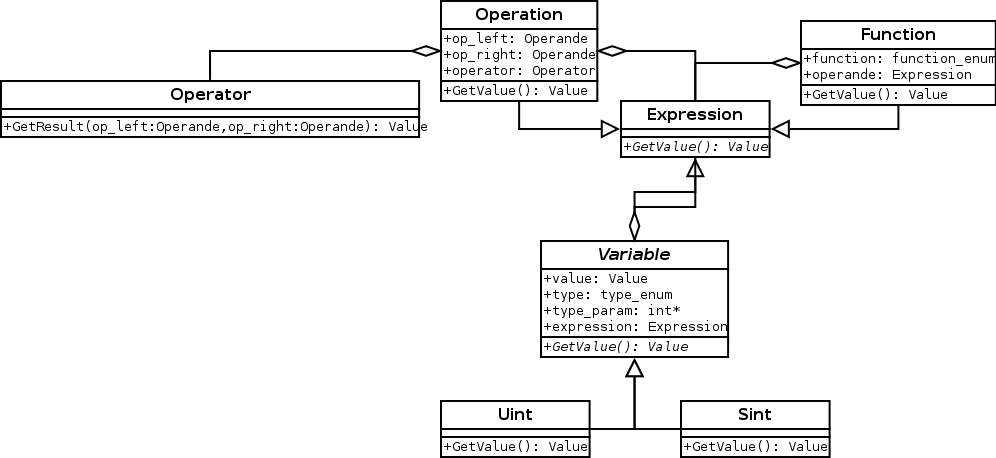 Operation
+op_left: Operande
+op_right: Operande
+operator: Operator
+GetValue(): Value
Function
+function: function_enum
+operande: Expression
+GetValue(): Value
Operator
+GetResult(op_left:Operande,op_right:Operande): Value
Expression
+GetValue(): Value
Variable
+value: Value
+type: type_enum
+type_param: int*
+expression: Expression
+GetValue(): Value
Uint
+GetValue(): Value
Sint
+GetValue(): Value